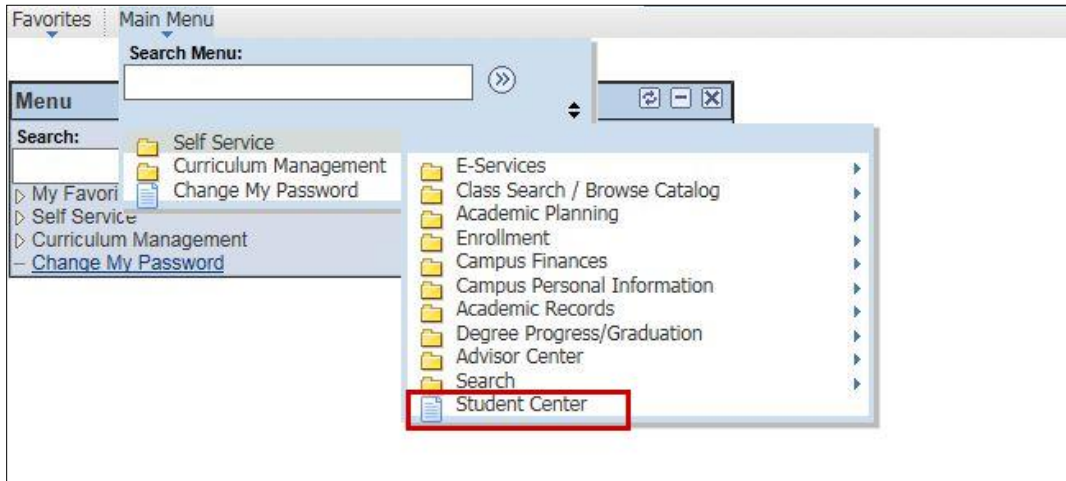 Favorites Main Menu
Search Menu:
Menu
Search:
Self Service
Curriculum Management
Change My Password
My Favori
Self Service
Curriculum Management
Change My Password
E-Services
Class Search / Browse Catalog
Academic Planning
Enrollment
Campus Finances
Campus Personal Information
Academic Records
Degree Progress/Graduation
Advisor Center
Search
Student Center